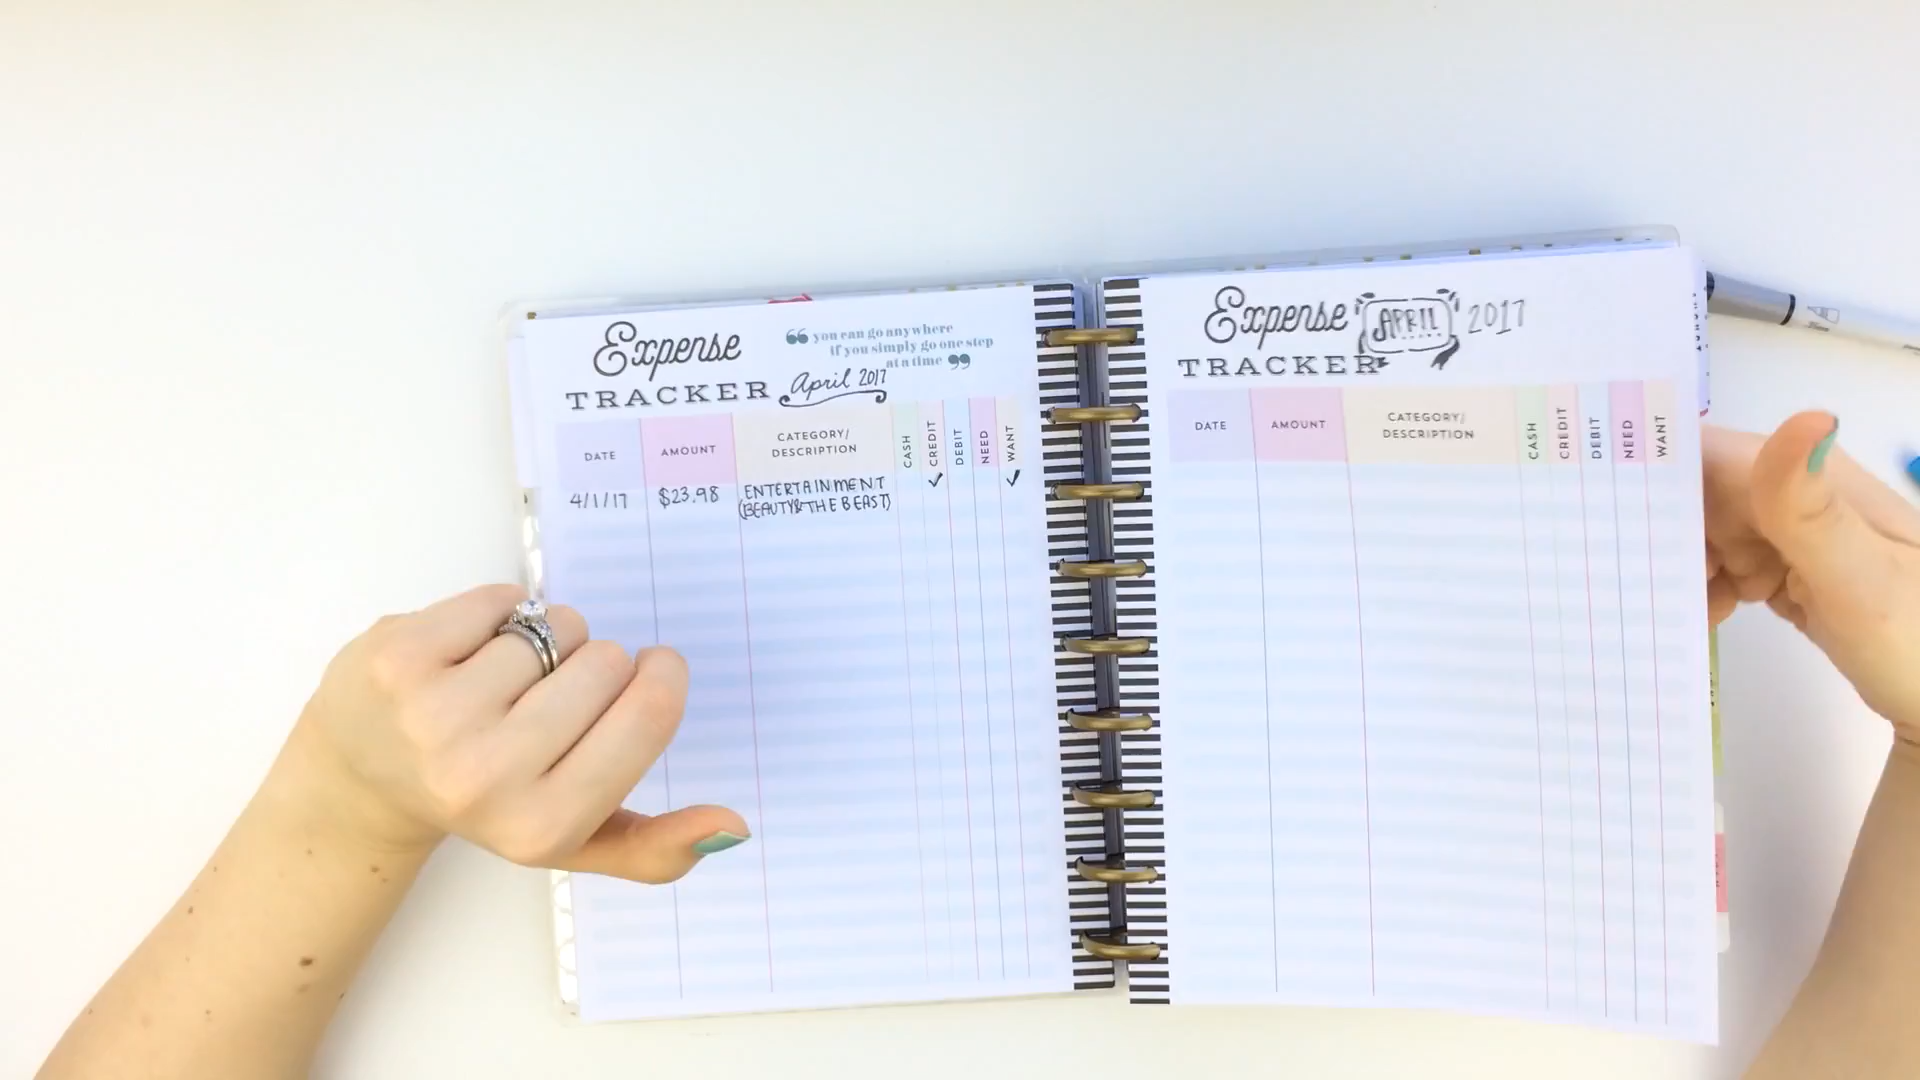 Expense
TRACKER
“ you can go anywhere
if you simply go one step
at a time ”
April 2017
DATE
AMOUNT
CATEGORY/
DESCRIPTION
CASH
CREDIT
DEBIT
NEED
WANT
4/1/17
$23.98
ENTERTAINMENT
(BEAUTY & THE BEAST)
Expense
TRACKER
APRIL 2017
DATE
AMOUNT
CATEGORY/
DESCRIPTION
CASH
CREDIT
DEBIT
NEED
WANT